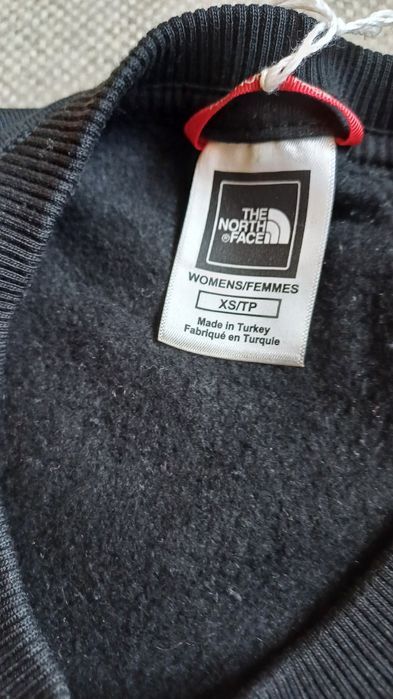 THE
NORTH
®FACE
WOMENS/FEMMES
XS/TP
Made in Turkey
Fabriqué en Turquie